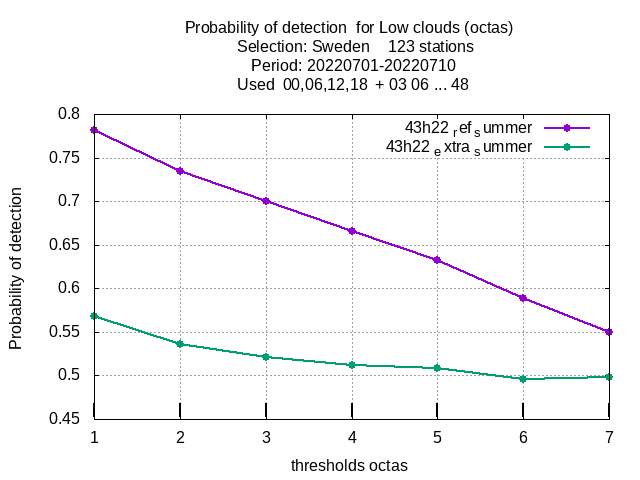 Probability of detection  for Low clouds (octas)
Selection: Sweden    123 stations
Period: 20220701-20220710
Used  00,06,12,18  + 03 06 ... 48
43h22 ref summer
43h22 extra summer
0.8
0.75
0.7
0.65
0.6
0.55
0.5
0.45
Probability of detection
1 2 3 4 5 6 7
thresholds octas